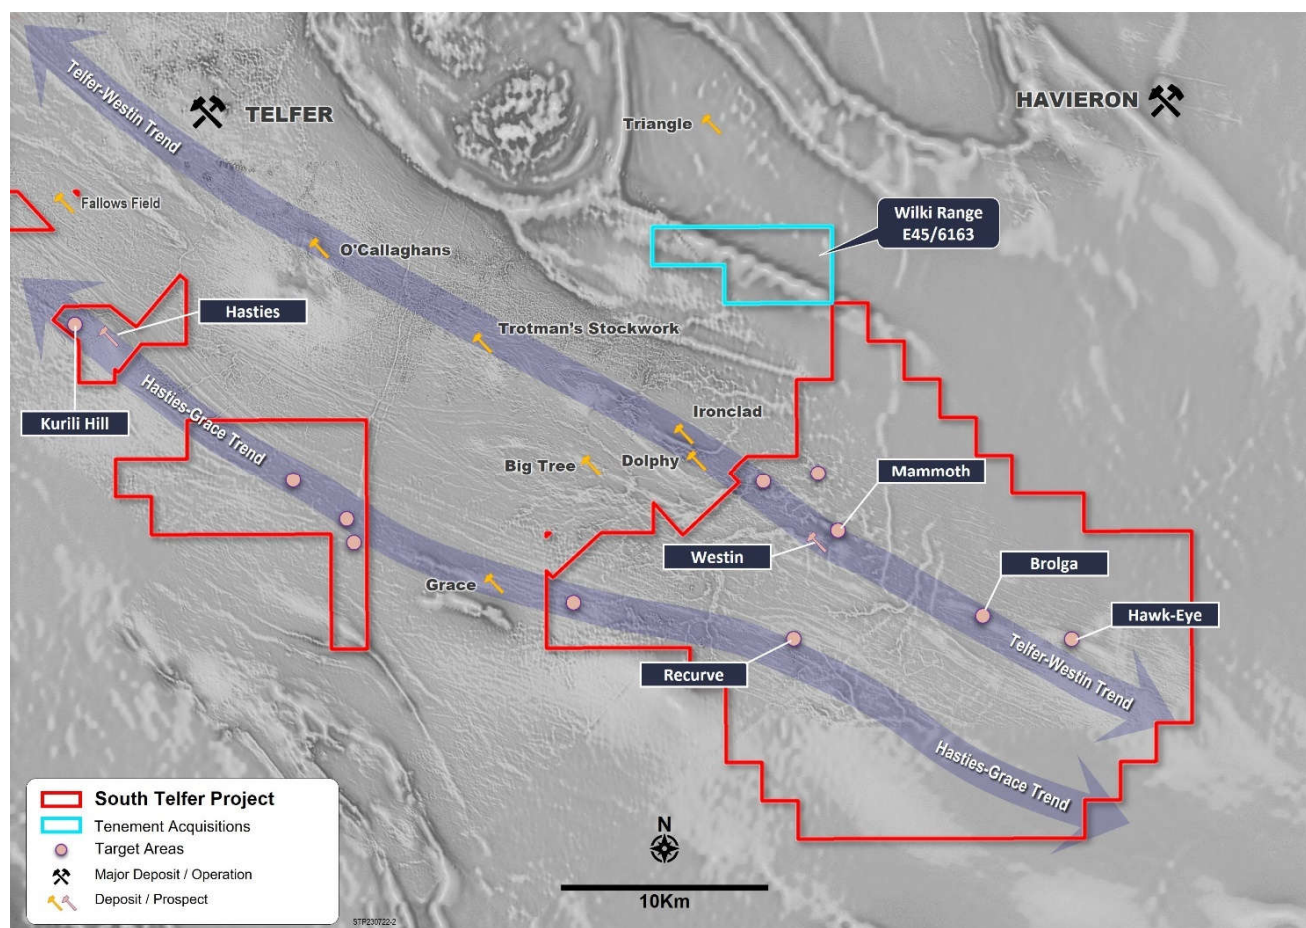 Telfer-Westin Trend
TELFER
HAVIERON
Triangle
Fallows Field
Wilki Range
E45/6163
O'Callaghans
Hasties
Trotman's Stockwork
Kurili Hill
Hasties-Grace Trend
Ironclad
Big Tree
Dolphy
Mammoth
Westin
Brolga
Grace
Hawk-Eye
Recurve
Telfer-Westin Trend
Hasties-Grace Trend
South Telfer Project
Tenement Acquisitions
Target Areas
Major Deposit / Operation
Deposit / Prospect
N
10Km
STP230722-2